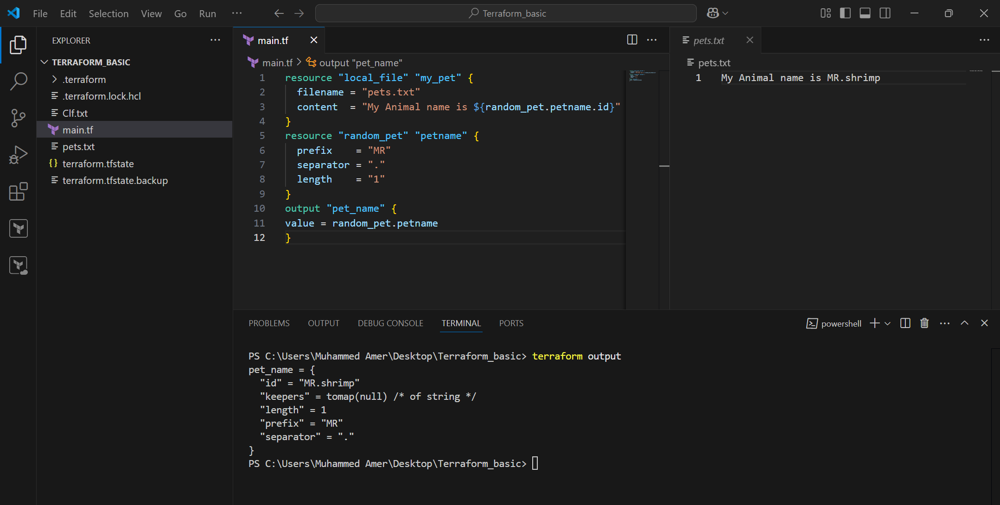 File Edit Selection View Go Run ··· Terraform_basic
EXPLORER
TERRAFORM_BASIC
.terraform
.terraform.lock.hcl
Clf.txt
main.tf
pets.txt
terraform.tfstate
terraform.tfstate.backup
main.tf
main.tf > output "pet_name"
1 resource "local_file" "my_pet" {
2 filename = "pets.txt"
3 content  = "My Animal name is ${random_pet.petname.id}"
4 }
5 resource "random_pet" "petname" {
6 prefix    = "MR"
7 separator = "."
8 length    = "1"
9 }
10 output "pet_name" {
11 value = random_pet.petname
12 }
pets.txt
pets.txt
1 My Animal name is MR.shrimp
PROBLEMS OUTPUT DEBUG CONSOLE TERMINAL PORTS powershell
PS C:\Users\Muhammed Amer\Desktop\Terraform_basic> terraform output
pet_name = {
"id" = "MR.shrimp"
"keepers" = tomap(null) /* of string */
"length" = 1
"prefix" = "MR"
"separator" = "."
}
PS C:\Users\Muhammed Amer\Desktop\Terraform_basic>